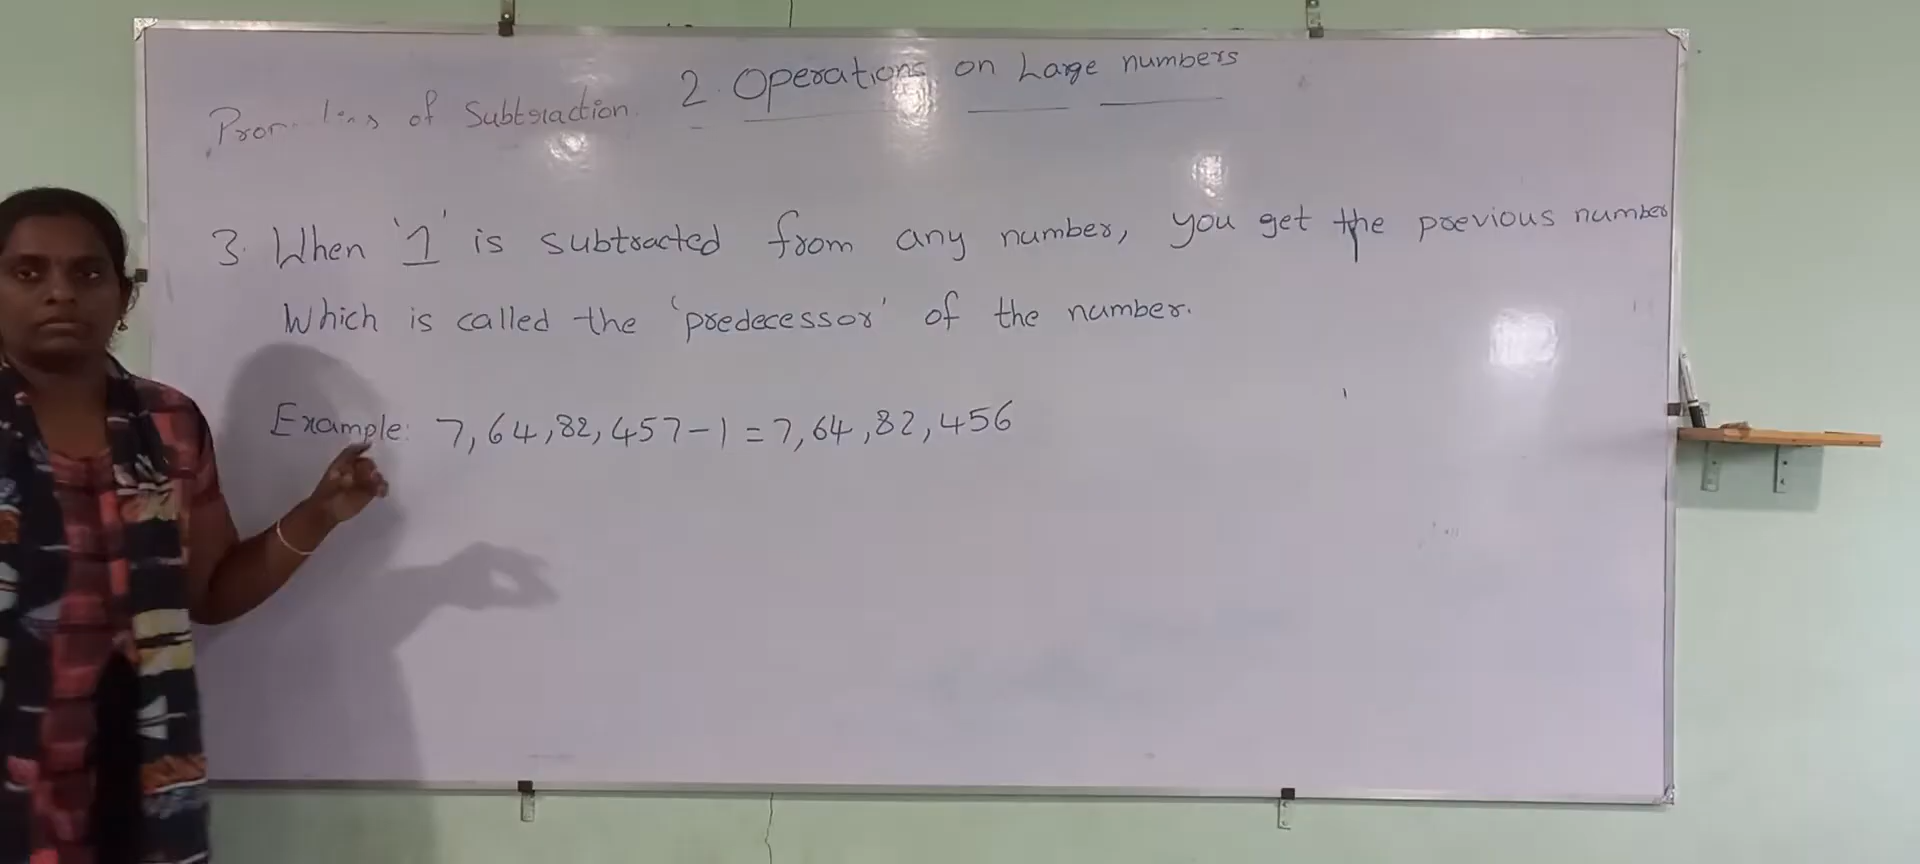 2. Operations on Large numbers
of Subtraction.
3. When '1' is subtracted from any number, you get the previous number
Which is called the 'predecessor' of the number.
Example: 7,64,82,457-1=7,64,82,456